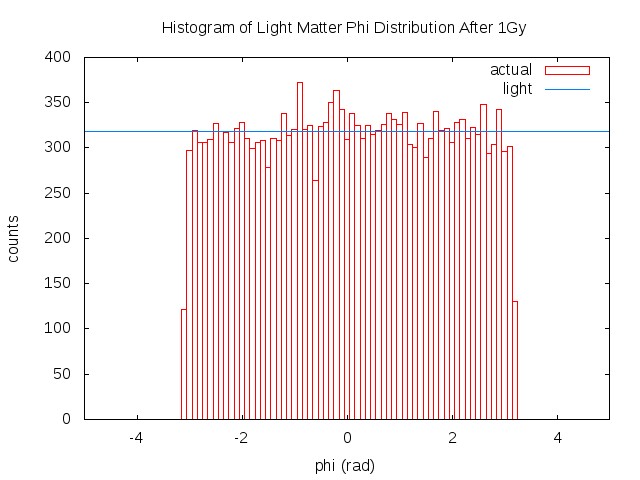 Histogram of Light Matter Phi Distribution After 1Gy
400
350
300
250
200
150
100
50
0
counts
actual
light
-4
-2
0
2
4
phi (rad)